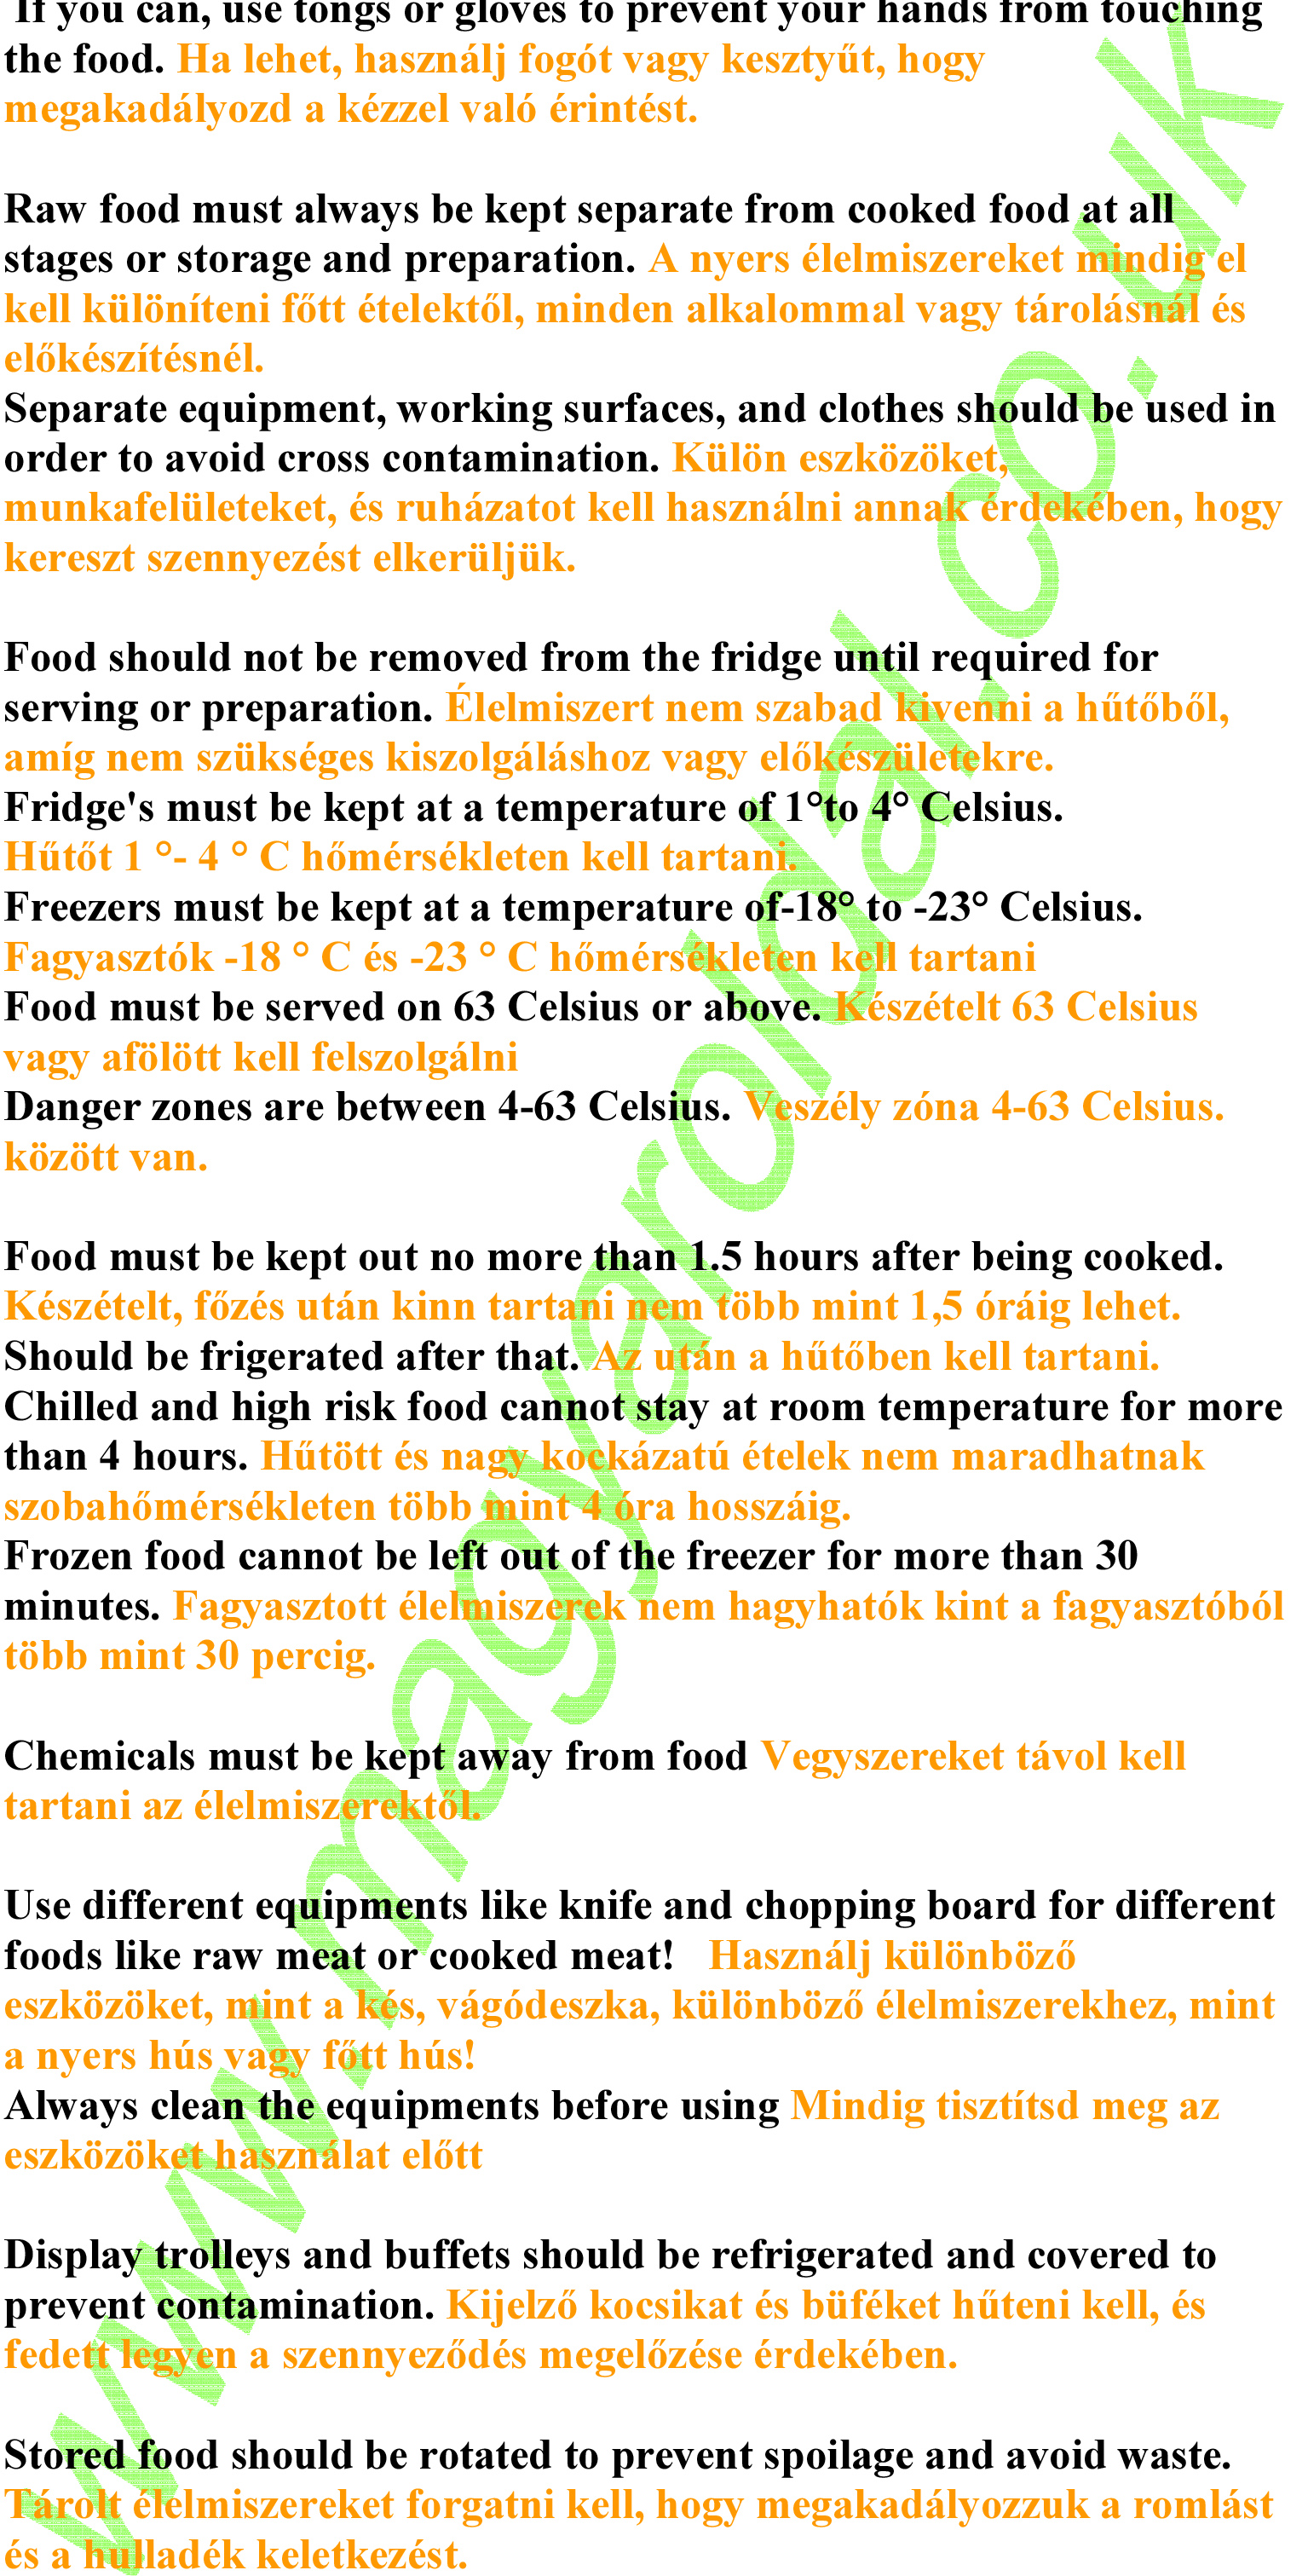 If you can, use tongs or gloves to prevent your hands from touching
the food. Ha lehet, használj fogót vagy kesztyűt, hogy
megakadályozd a kézzel való érintést.
Raw food must always be kept separate from cooked food at all
stages or storage and preparation. A nyers élelmiszereket mindig el
kell különíteni főtt ételektől, minden alkalommal vagy tárolásnál és
előkészítésnél.
Separate equipment, working surfaces, and clothes should be used in
order to avoid cross contamination. Külön eszközöket,
munkafelületeket, és ruházatot kell használni annak érdekében, hogy
kereszt szennyezést elkerüljük.
Food should not be removed from the fridge until required for
serving or preparation. Élelmiszert nem szabad kivenni a hűtőből,
amíg nem szükséges kiszolgáláshoz vagy előkészületekre.
Fridge's must be kept at a temperature of 1°to 4° Celsius.
Hűtőt 1 °- 4 ° C hőmérsékleten kell tartani.
Freezers must be kept at a temperature of-18° to -23° Celsius.
Fagyasztók -18 ° C és -23 ° C hőmérsékleten kell tartani
Food must be served on 63 Celsius or above. Készételt 63 Celsius
vagy afölött kell felszolgálni
Danger zones are between 4-63 Celsius. Veszély zóna 4-63 Celsius.
között van.
Food must be kept out no more than 1.5 hours after being cooked.
Készételt, főzés után kinn tartani nem több mint 1,5 óráig lehet.
Should be frigerated after that. Az után a hűtőben kell tartani.
Chilled and high risk food cannot stay at room temperature for more
than 4 hours. Hűtött és nagy kockázatú ételek nem maradhatnak
szobahőmérsékleten több mint 4 óra hosszáig.
Frozen food cannot be left out of the freezer for more than 30
minutes. Fagyasztott élelmiszerek nem hagyhatók kint a fagyasztóból
több mint 30 percig.
Chemicals must be kept away from food Vegyszereket távol kell
tartani az élelmiszerektől.
Use different equipments like knife and chopping board for different
foods like raw meat or cooked meat! Használj különböző
eszközöket, mint a kés, vágódeszka, különböző élelmiszerekhez, mint
a nyers hús vagy főtt hús!
Always clean the equipments before using Mindig tisztítsd meg az
eszközöket használat előtt
Display trolleys and buffets should be refrigerated and covered to
prevent contamination. Kijelző kocsikat és büféket hűteni kell, és
fedett legyen a szennyeződés megelőzése érdekében.
Stored food should be rotated to prevent spoilage and avoid waste.
Tárolt élelmiszereket forgatni kell, hogy megakadályozzuk a romlást
és a hulladék keletkezést.
www.magyaroldal.co.uk